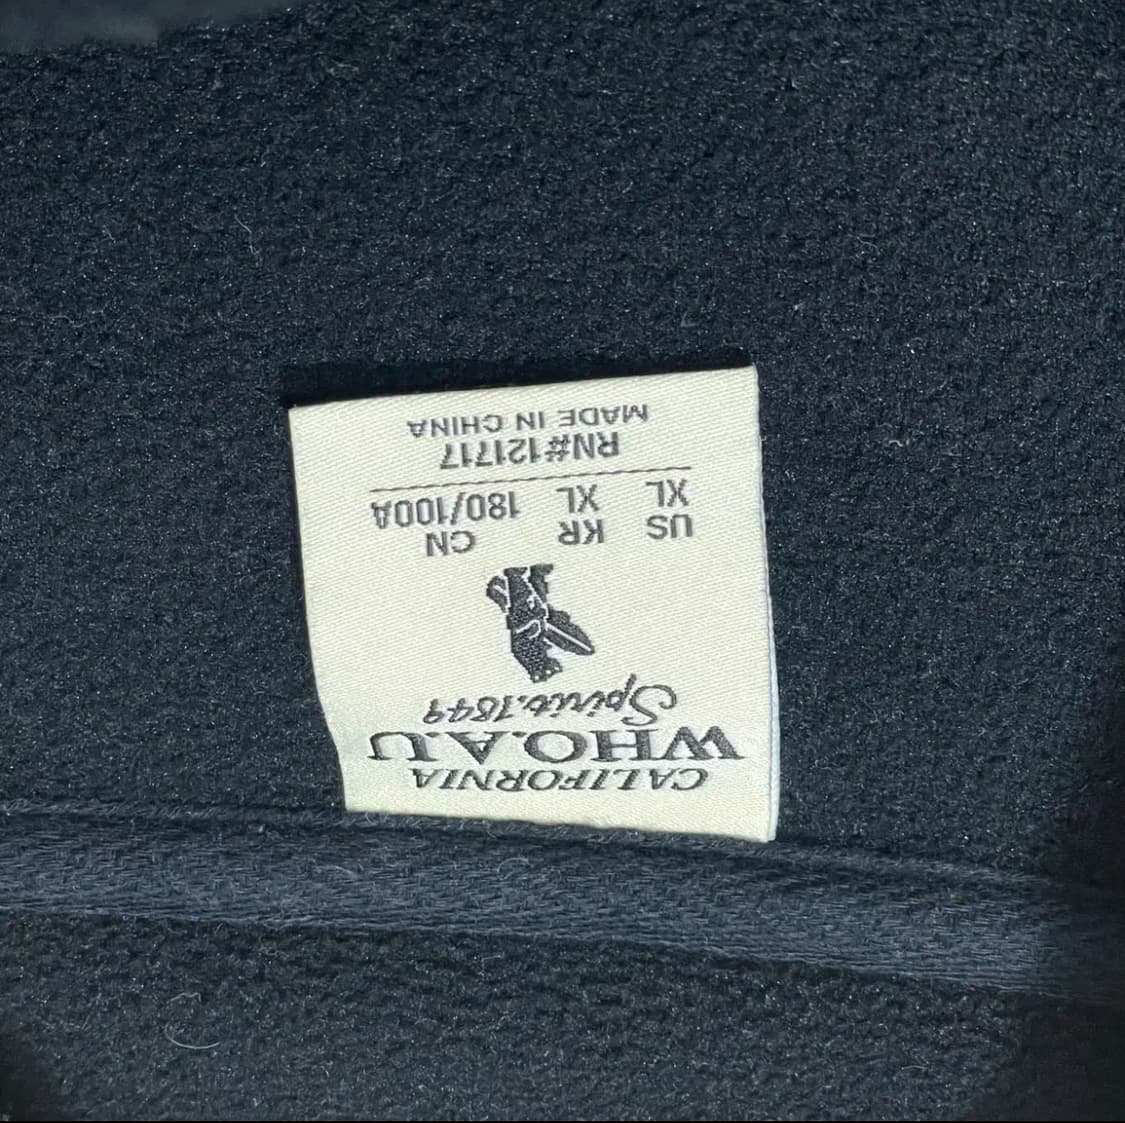 CALIFORNIA
WHO.A.U
Spirit.1849
US KR CN
XL XL 180/100A
RN#121717
MADE IN CHINA